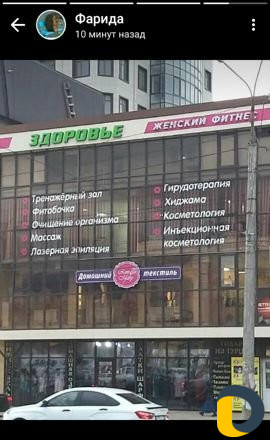 Фарида
10 минут назад
ЗДОРОВЬЕ
ЖЕНСКИЙ ФИТНЕС
Тренажёрный зал
Фитобочка
Очищение организма
Массаж
Лазерная эпиляция
Гирудотерапия
Хиджама
Косметология
Инъекционная
косметология
Домашний
текстиль